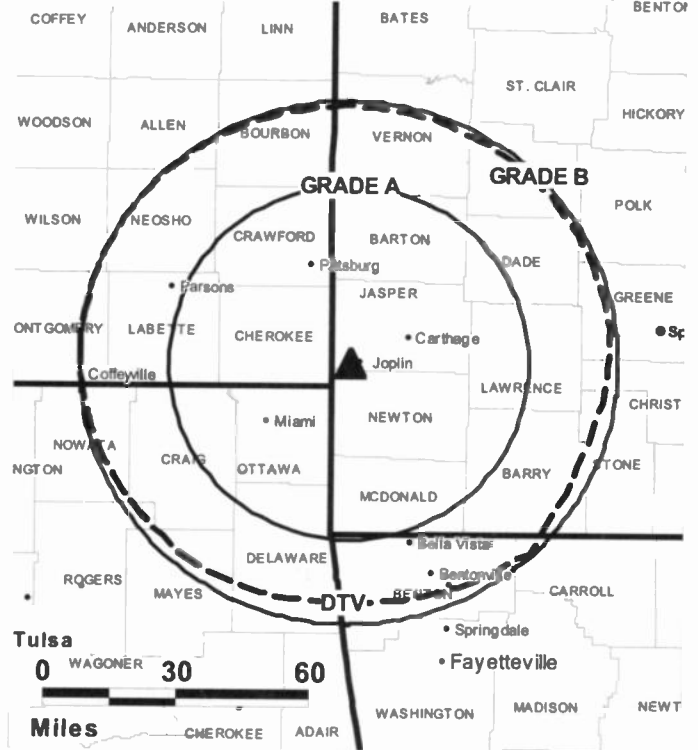 COFFEY
ANDERSON
LINN
BATES
BENTON
ST. CLAIR
WOODSON
ALLEN
BOURBON
VERNON
HICKORY
GRADE A
GRADE B
WILSON
NEOSHO
CRAWFORD
BARTON
DADE
POLK
Pittsburg
Parsons
JASPER
GREENE
ONTGOMERY
LABETTE
CHEROKEE
Carthage
Sp
Joplin
Coffeyville
LAWRENCE
CHRIST
Miami
NEWTON
NOWATA
NGTON
CRAIG
OTTAWA
BARRY
STONE
MCDONALD
Bella Vista
DELAWARE
Bentonville
ROGERS
MAYES
DTV
BENTON
CARROLL
Springdale
Tulsa
Fayetteville
0 30 60
WAGONER
Miles
WASHINGTON
MADISON
NEWT
CHEROKEE
ADAIR